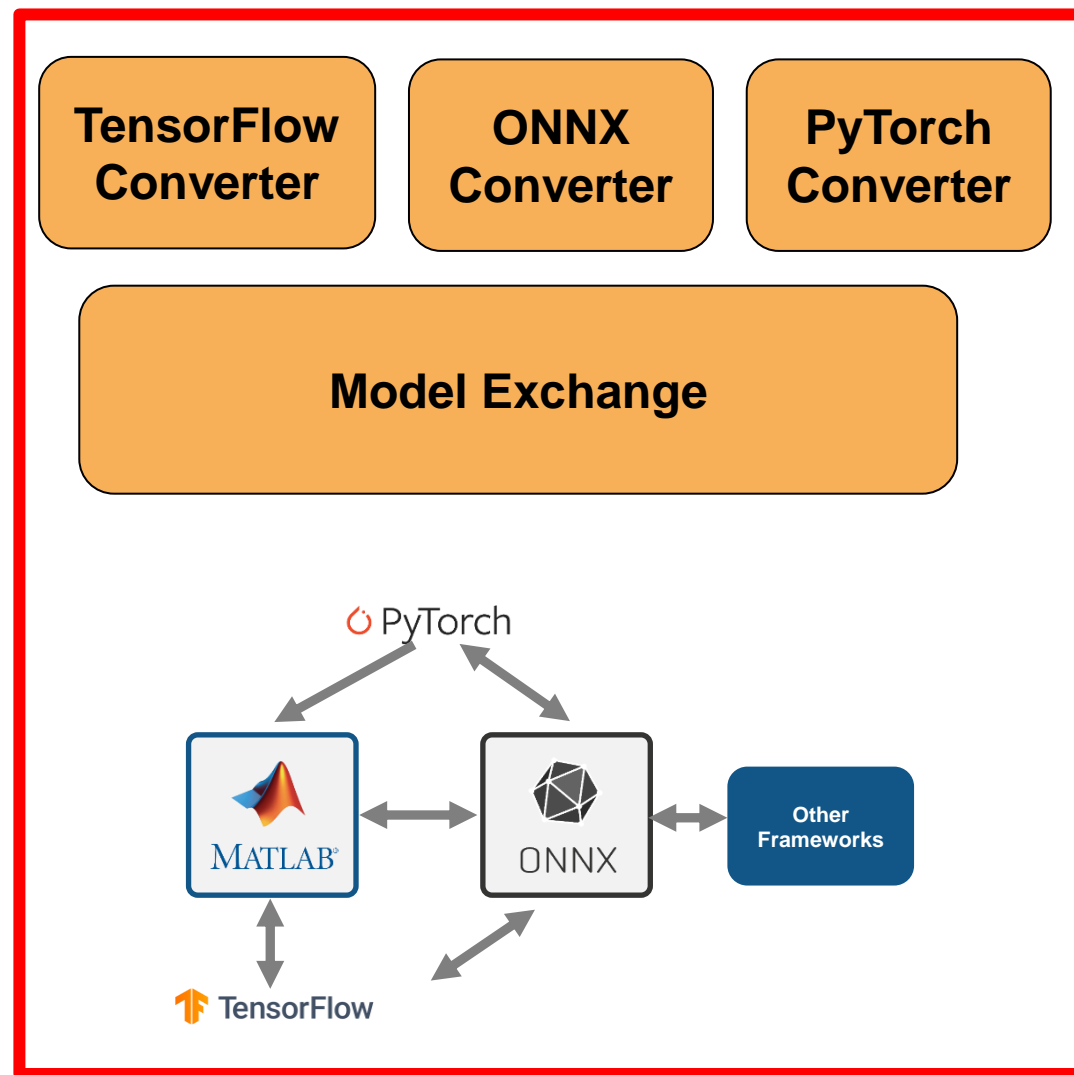 TensorFlow
Converter
ONNX
Converter
PyTorch
Converter
Model Exchange
PyTorch
MATLAB®
ONNX
Other
Frameworks
TensorFlow